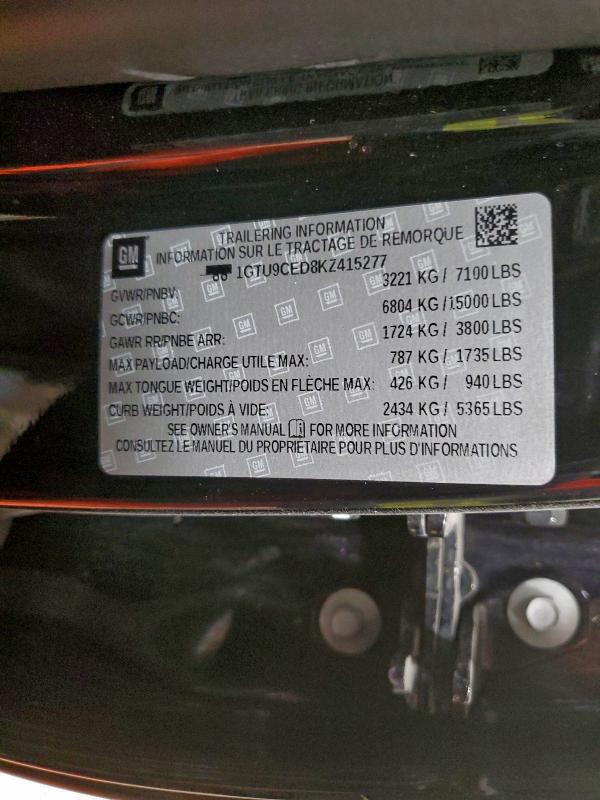 GM
TRAILERING INFORMATION
INFORMATION SUR LE TRACTAGE DE REMORQUE
1GTU9CED8KZ415277
GVWR/PNBV: 3221 KG / 7100 LBS
GCWR/PNBC: 6804 KG /15000 LBS
GAWR RR/PNBE ARR: 1724 KG / 3800 LBS
MAX PAYLOAD/CHARGE UTILE MAX: 787 KG / 1735 LBS
MAX TONGUE WEIGHT/POIDS EN FLÈCHE MAX: 426 KG / 940 LBS
CURB WEIGHT/POIDS À VIDE: 2434 KG / 5365 LBS
SEE OWNER'S MANUAL FOR MORE INFORMATION
CONSULTEZ LE MANUEL DU PROPRIETAIRE POUR PLUS D'INFORMATIONS